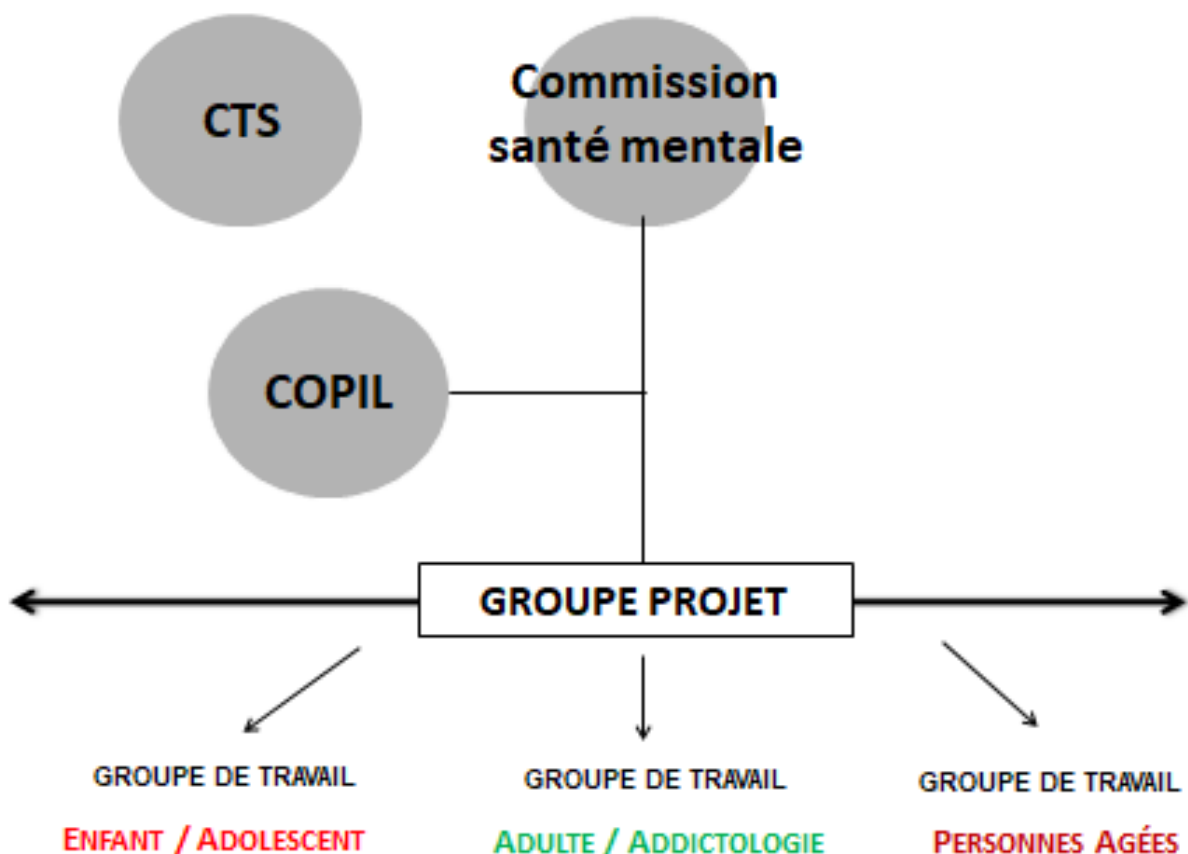 CTS
Commission
santé mentale
COPIL
GROUPE PROJET
GROUPE DE TRAVAIL
ENFANT / ADOLESCENT
GROUPE DE TRAVAIL
ADULTE / ADDICTOLOGIE
GROUPE DE TRAVAIL
PERSONNES AGÉES